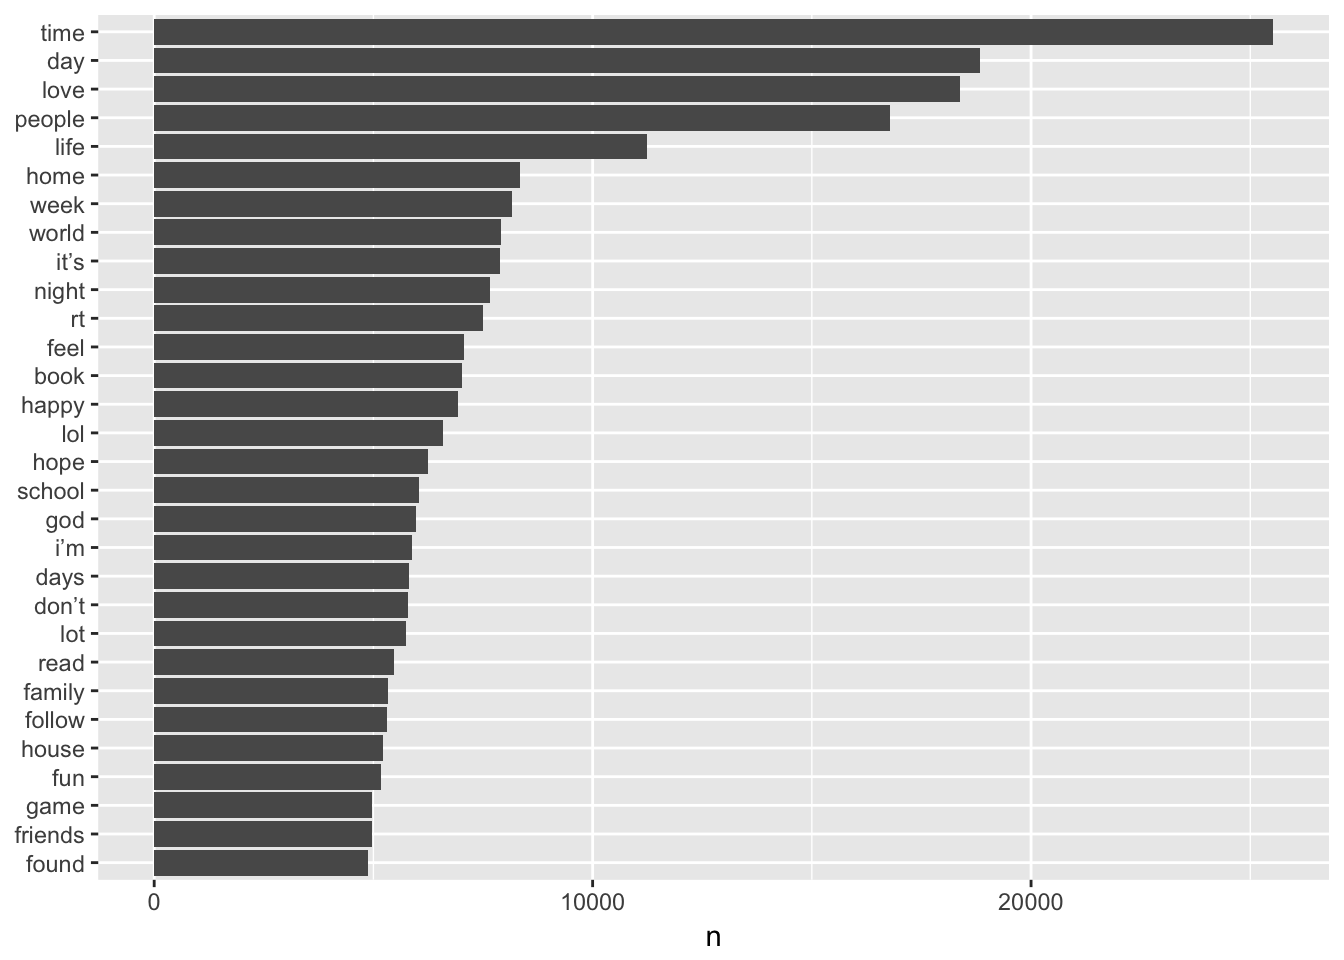 time
day
love
people
life
home
week
world
it’s
night
rt
feel
book
happy
lol
hope
school
god
i’m
days
don’t
lot
read
family
follow
house
fun
game
friends
found
0 10000 20000
n